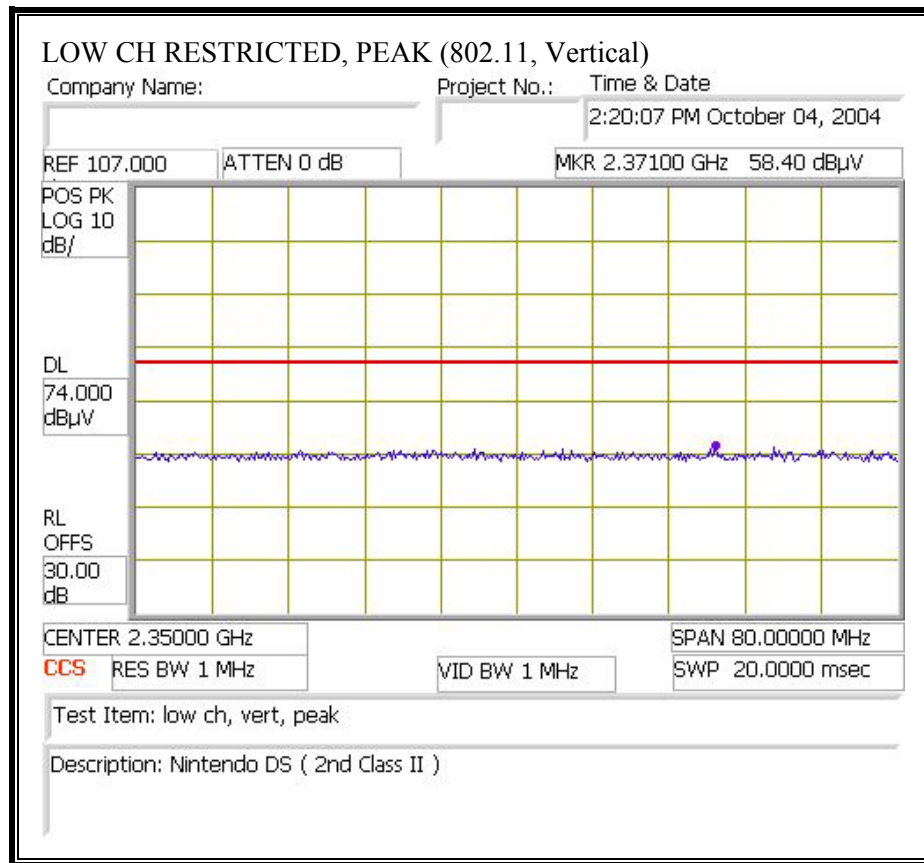 LOW CH RESTRICTED, PEAK (802.11, Vertical)
Company Name: Project No.: Time & Date
2:20:07 PM October 04, 2004
REF 107.000 ATTEN 0 dB MKR 2.37100 GHz 58.40 dBµV
POS PK
LOG 10
dB/
DL
74.000
dBµV
RL
OFFS
30.00
dB
CENTER 2.35000 GHz SPAN 80.00000 MHz
CCS RES BW 1 MHz VID BW 1 MHz SWP 20.0000 msec
Test Item: low ch, vert, peak
Description: Nintendo DS ( 2nd Class II )